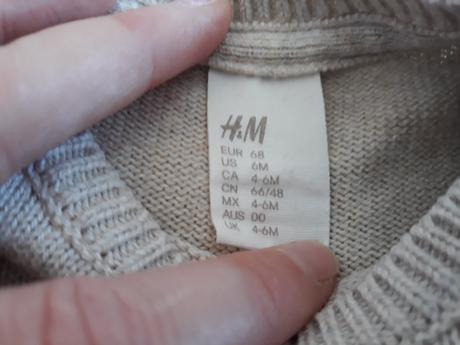 H&M
EUR 68
US 6M
CA 4-6M
CN 66/48
MX 4-6M
AUS 00
UK 4-6M